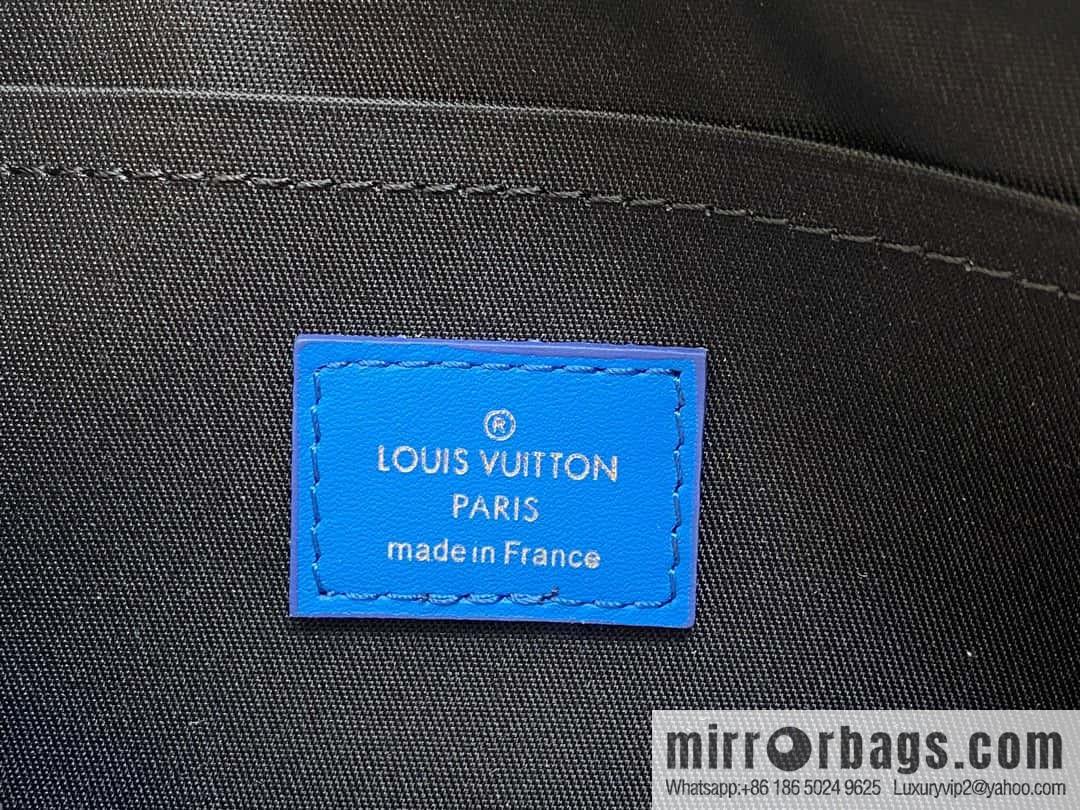 ®
LOUIS VUITTON
PARIS
made in France
mirrorbags.com
Whatsapp:+86 186 5024 9625 Luxuryvip2@yahoo.com